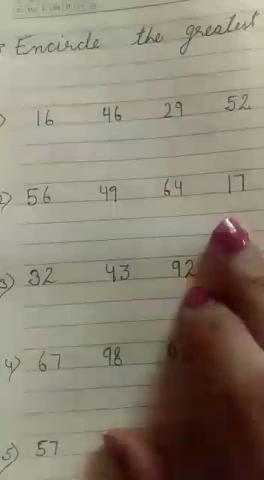 Encircle the greatest
16 46 29 52
2) 56 49 64 17
3) 32 43 92
4) 67 98
5) 57